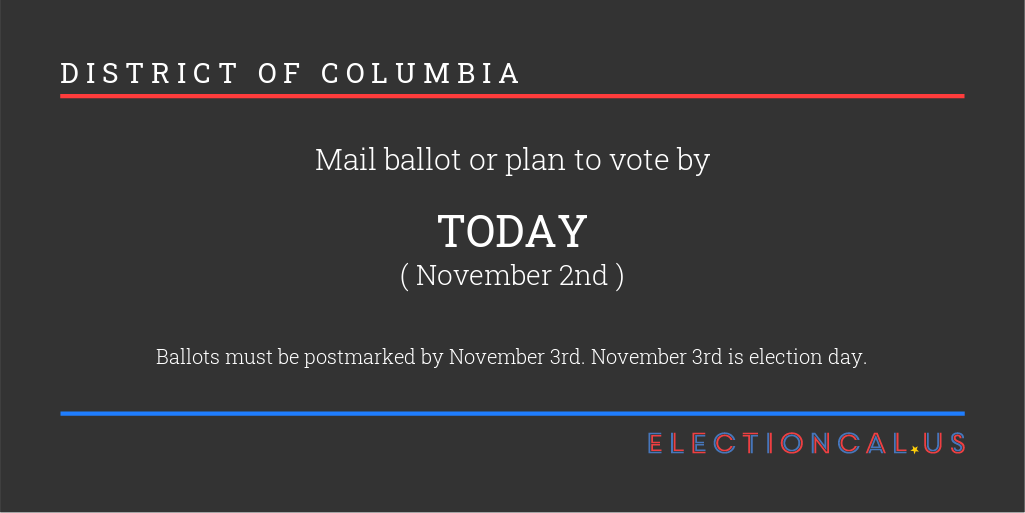 DISTRICT OF COLUMBIA
Mail ballot or plan to vote by
TODAY
( November 2nd )
Ballots must be postmarked by November 3rd. November 3rd is election day.
ELECTIONCAL★US